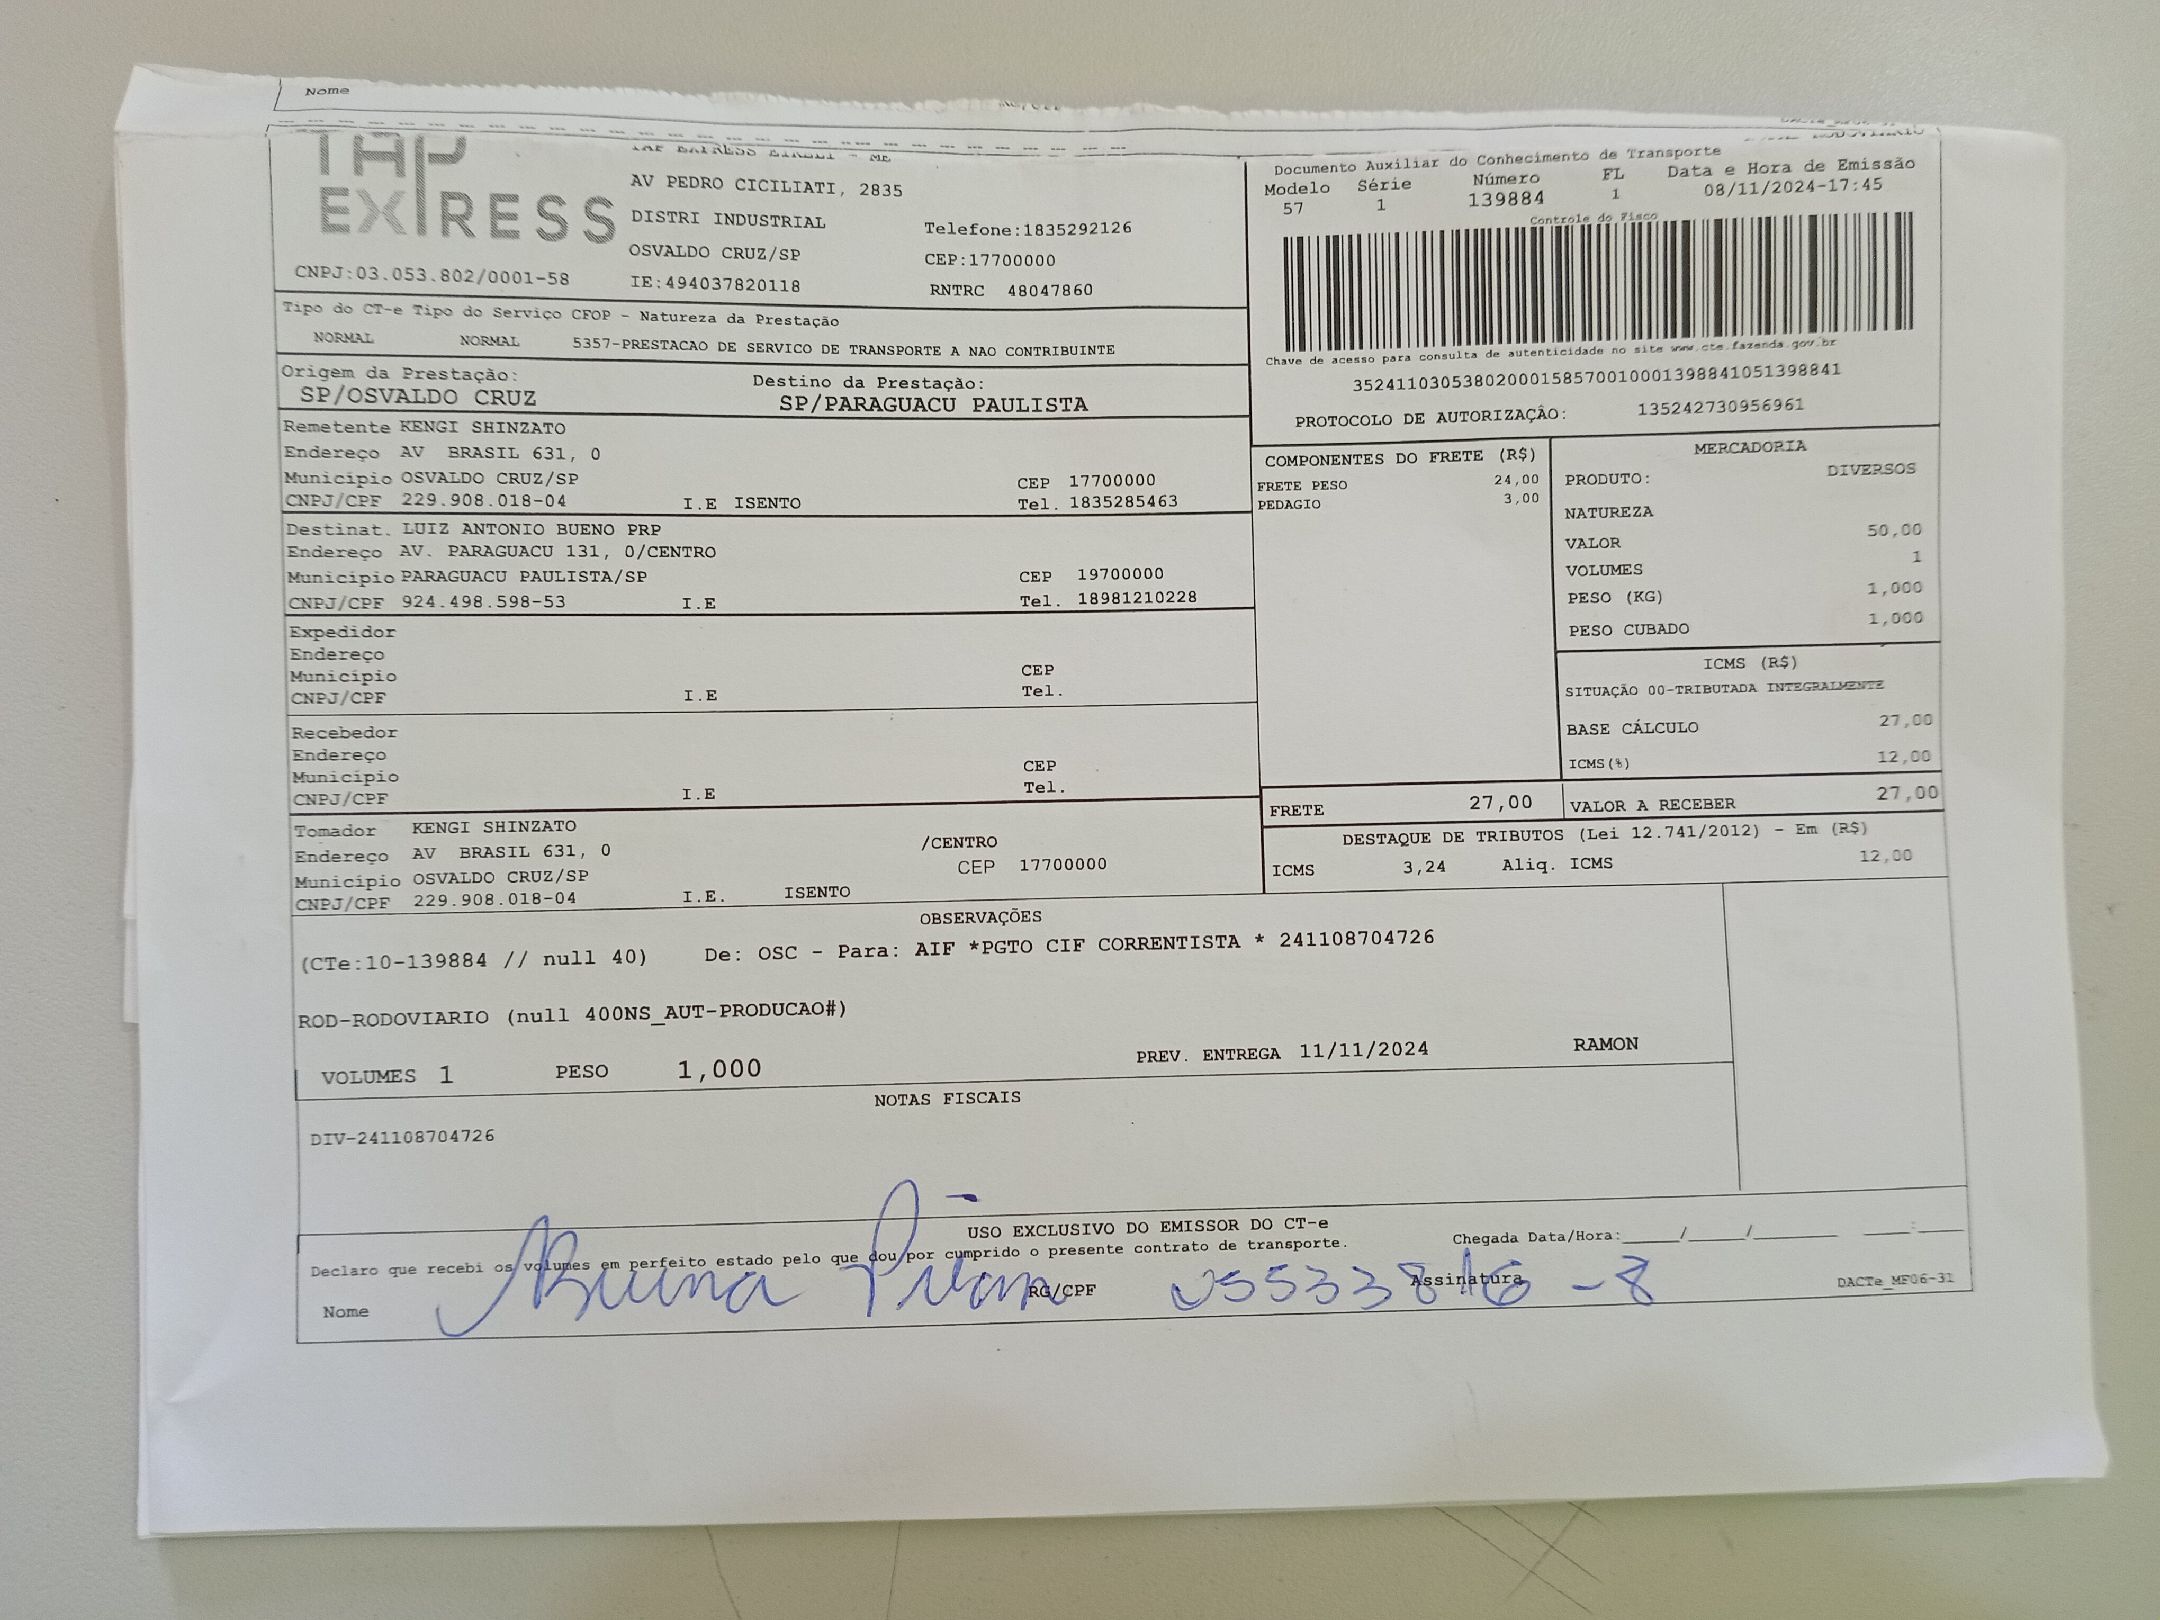 Nome
TAP EXPRESS
TAP EXPRESS EIRELI - ME
AV PEDRO CICILIATI, 2835
DISTRI INDUSTRIAL Telefone:1835292126
OSVALDO CRUZ/SP CEP:17700000
CNPJ:03.053.802/0001-58 IE:494037820118 RNTRC 48047860
Documento Auxiliar do Conhecimento de Transporte
Modelo Série Número FL Data e Hora de Emissão
57 1 139884 1 08/11/2024-17:45
Controle do Fisco
Chave de acesso para consulta de autenticidade no site www.cte.fazenda.gov.br
35241103053802000158570010001398841051398841
PROTOCOLO DE AUTORIZAÇÃO: 135242730956961
Tipo do CT-e Tipo do Serviço CFOP - Natureza da Prestação
NORMAL NORMAL 5357-PRESTACAO DE SERVICO DE TRANSPORTE A NAO CONTRIBUINTE
Origem da Prestação: Destino da Prestação:
SP/OSVALDO CRUZ SP/PARAGUACU PAULISTA
Remetente KENGI SHINZATO
Endereço AV BRASIL 631, 0
Município OSVALDO CRUZ/SP CEP 17700000
CNPJ/CPF 229.908.018-04 I.E ISENTO Tel. 1835285463
Destinat. LUIZ ANTONIO BUENO PRP
Endereço AV. PARAGUACU 131, 0/CENTRO
Município PARAGUACU PAULISTA/SP CEP 19700000
CNPJ/CPF 924.498.598-53 I.E Tel. 18981210228
Expedidor
Endereço
Município CEP
CNPJ/CPF I.E Tel.
Recebedor
Endereço
Município CEP
CNPJ/CPF I.E Tel.
Tomador KENGI SHINZATO
Endereço AV BRASIL 631, 0 /CENTRO
Município OSVALDO CRUZ/SP CEP 17700000
CNPJ/CPF 229.908.018-04 I.E. ISENTO
COMPONENTES DO FRETE (R$)
FRETE PESO 24,00
PEDAGIO 3,00
MERCADORIA
PRODUTO: DIVERSOS
NATUREZA
VALOR 50,00
VOLUMES 1
PESO (KG) 1,000
PESO CUBADO 1,000
ICMS (R$)
SITUAÇÃO 00-TRIBUTADA INTEGRALMENTE
BASE CÁLCULO 27,00
ICMS(%) 12,00
FRETE 27,00 VALOR A RECEBER 27,00
DESTAQUE DE TRIBUTOS (Lei 12.741/2012) - Em (R$)
ICMS 3,24 Aliq. ICMS 12,00
OBSERVAÇÕES
(CTe:10-139884 // null 40) De: OSC - Para: AIF *PGTO CIF CORRENTISTA * 241108704726
ROD-RODOVIARIO (null 400NS_AUT-PRODUCAO#)
VOLUMES 1 PESO 1,000 PREV. ENTREGA 11/11/2024 RAMON
NOTAS FISCAIS
DIV-241108704726
USO EXCLUSIVO DO EMISSOR DO CT-e
Declaro que recebi os volumes em perfeito estado pelo que dou por cumprido o presente contrato de transporte. Chegada Data/Hora:_____/_____/_______ ____:____
Nome Bruna RG/CPF Assinatura DACTe_MF06-31